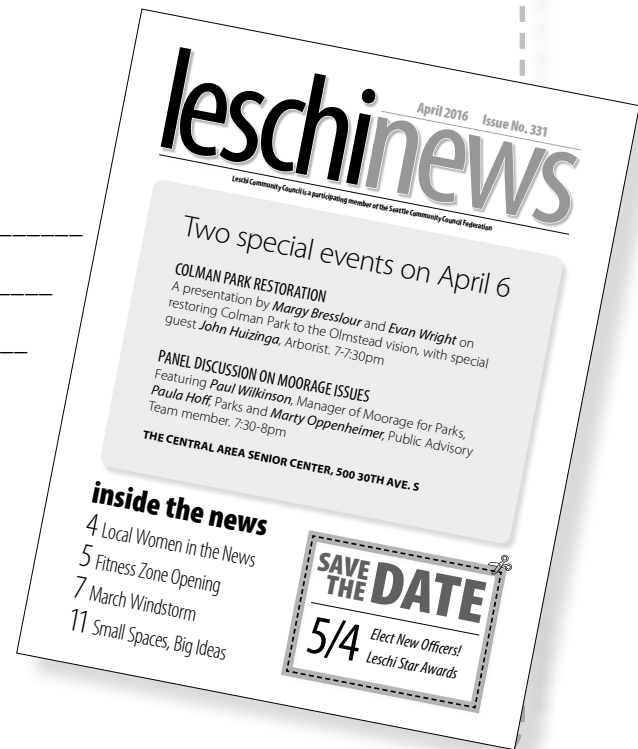 leschinews
April 2016 Issue No. 331
Leschi Community Council is a participating member of the Seattle Community Council Federation
Two special events on April 6
COLMAN PARK RESTORATION
A presentation by Margy Bresslour and Evan Wright on
restoring Colman Park to the Olmstead vision, with special
guest John Huizinga, Arborist. 7-7:30pm
PANEL DISCUSSION ON MOORAGE ISSUES
Featuring Paul Wilkinson, Manager of Moorage for Parks,
Paula Hoff, Parks and Marty Oppenheimer, Public Advisory
Team member. 7:30-8pm
THE CENTRAL AREA SENIOR CENTER, 500 30TH AVE. S
inside the news
4 Local Women in the News
5 Fitness Zone Opening
7 March Windstorm
11 Small Spaces, Big Ideas
SAVE
THE DATE
5/4 Elect New Officers!
Leschi Star Awards